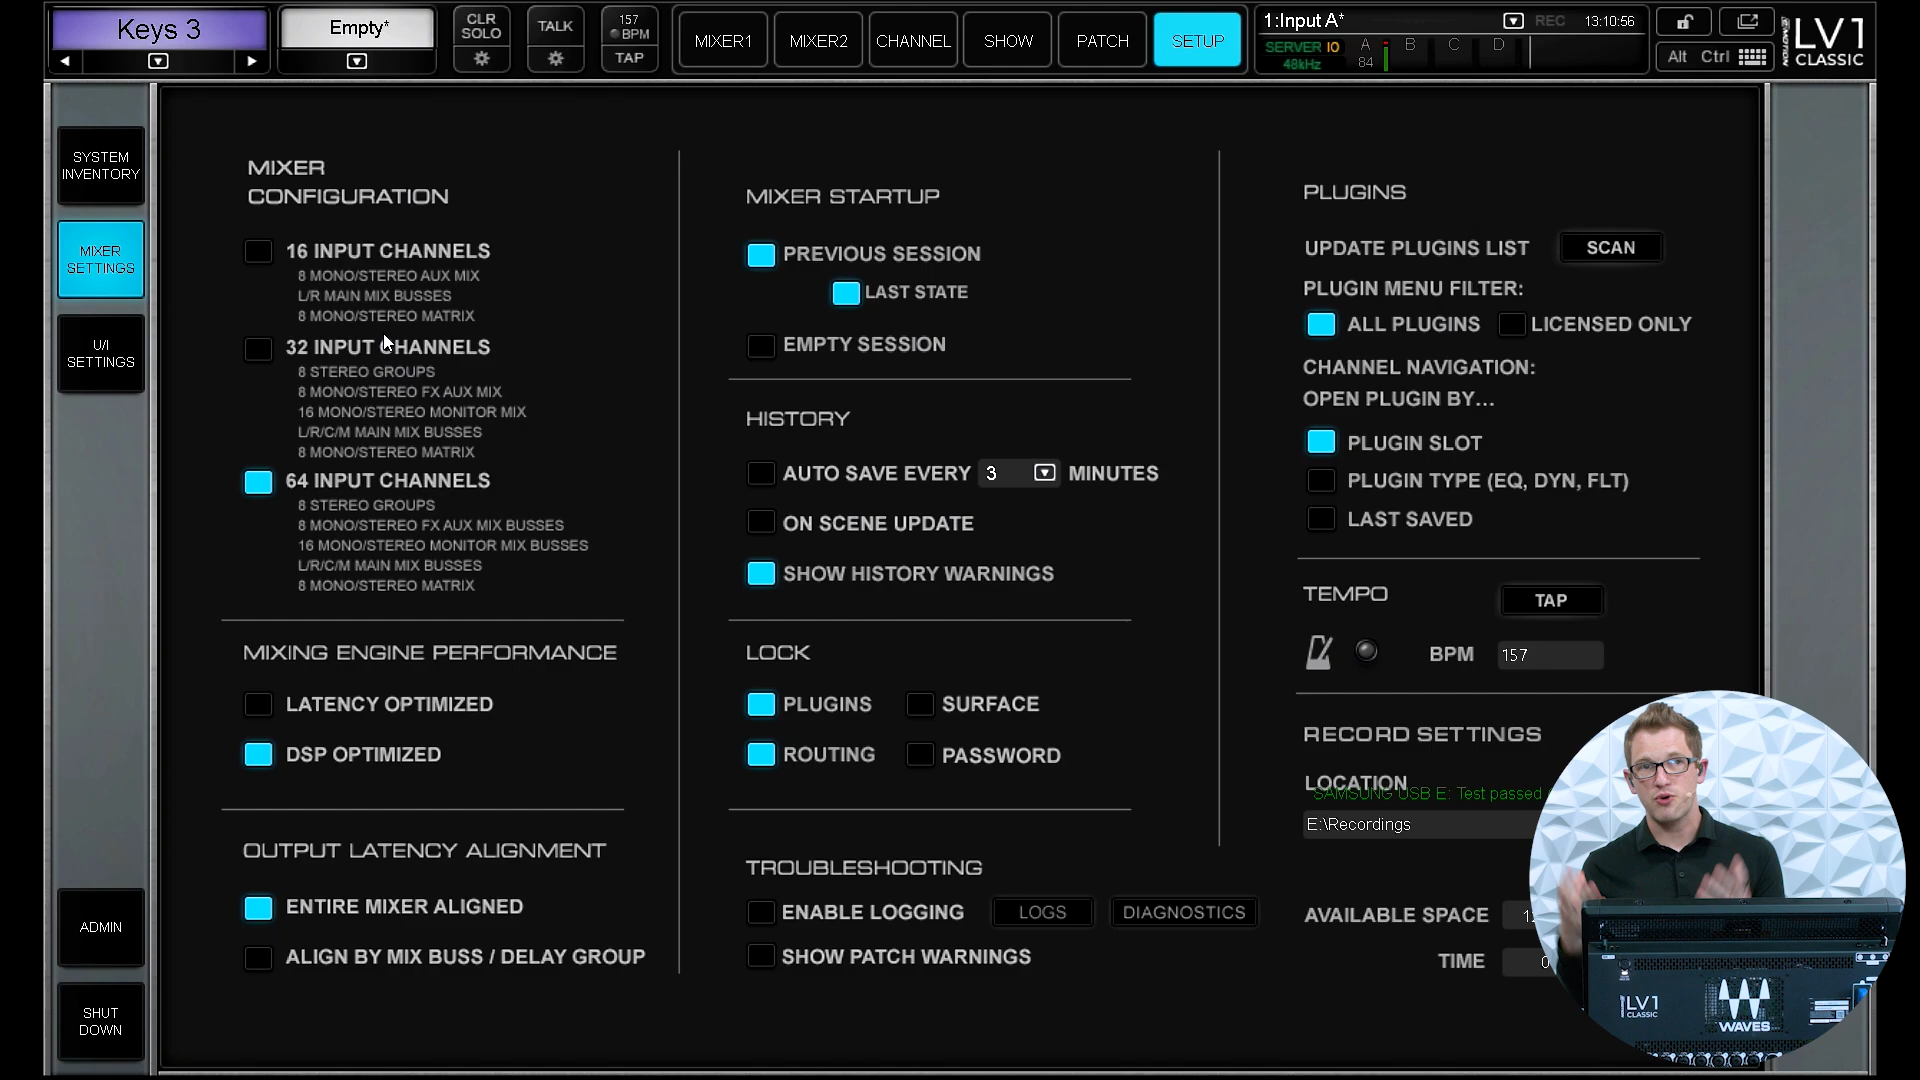 Keys 3
Empty*
CLR
SOLO
TALK
157
BPM
TAP
MIXER1
MIXER2
CHANNEL
SHOW
PATCH
SETUP
1:Input A*
REC
13:10:56
SERVER IO
48kHz
A
84
B
C
D
Alt
Ctrl
LV1
CLASSIC
SYSTEM
INVENTORY
MIXER
SETTINGS
U/I
SETTINGS
ADMIN
SHUT
DOWN
MIXER
CONFIGURATION
16 INPUT CHANNELS
8 MONO/STEREO AUX MIX
L/R MAIN MIX BUSSES
8 MONO/STEREO MATRIX
32 INPUT CHANNELS
8 STEREO GROUPS
8 MONO/STEREO FX AUX MIX
16 MONO/STEREO MONITOR MIX
L/R/C/M MAIN MIX BUSSES
8 MONO/STEREO MATRIX
64 INPUT CHANNELS
8 STEREO GROUPS
8 MONO/STEREO FX AUX MIX BUSSES
16 MONO/STEREO MONITOR MIX BUSSES
L/R/C/M MAIN MIX BUSSES
8 MONO/STEREO MATRIX
MIXING ENGINE PERFORMANCE
LATENCY OPTIMIZED
DSP OPTIMIZED
OUTPUT LATENCY ALIGNMENT
ENTIRE MIXER ALIGNED
ALIGN BY MIX BUSS / DELAY GROUP
MIXER STARTUP
PREVIOUS SESSION
LAST STATE
EMPTY SESSION
HISTORY
AUTO SAVE EVERY 3 MINUTES
ON SCENE UPDATE
SHOW HISTORY WARNINGS
LOCK
PLUGINS
SURFACE
ROUTING
PASSWORD
TROUBLESHOOTING
ENABLE LOGGING
LOGS
DIAGNOSTICS
SHOW PATCH WARNINGS
PLUGINS
UPDATE PLUGINS LIST
SCAN
PLUGIN MENU FILTER:
ALL PLUGINS
LICENSED ONLY
CHANNEL NAVIGATION:
OPEN PLUGIN BY...
PLUGIN SLOT
PLUGIN TYPE (EQ, DYN, FLT)
LAST SAVED
TEMPO
TAP
BPM
157
RECORD SETTINGS
LOCATION
SAMSUNG USB E: Test passed
E:\Recordings
AVAILABLE SPACE
TIME
LV1
CLASSIC
WAVES